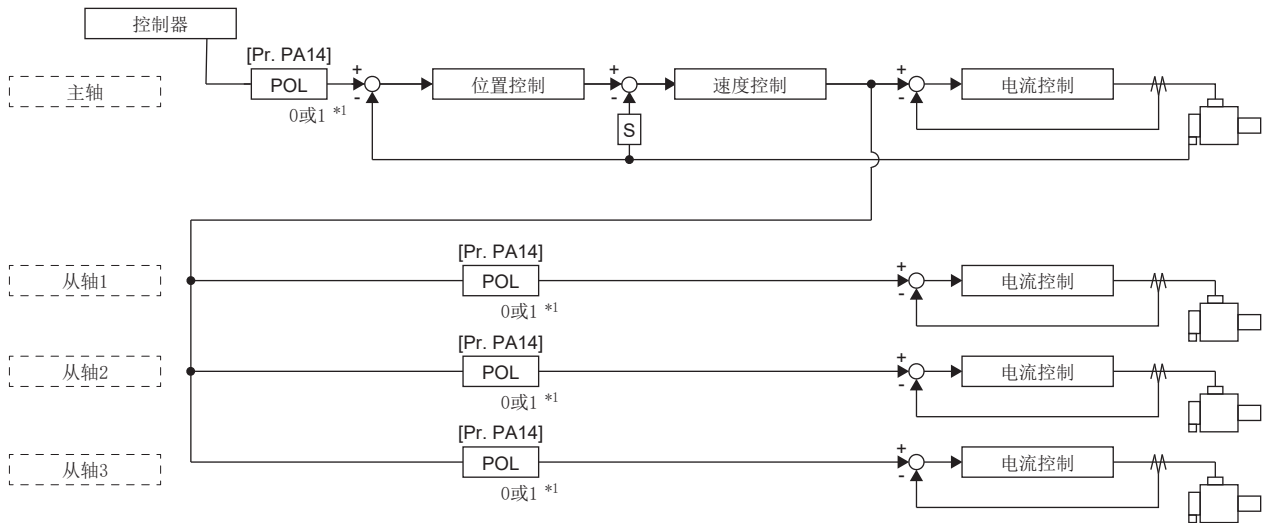 控制器
[Pr. PA14]
主轴
POL
+
-
位置控制
+
-
速度控制
+
-
电流控制
0或1 *1
S
[Pr. PA14]
从轴1
POL
+
-
电流控制
0或1 *1
[Pr. PA14]
从轴2
POL
+
-
电流控制
0或1 *1
[Pr. PA14]
从轴3
POL
+
-
电流控制
0或1 *1